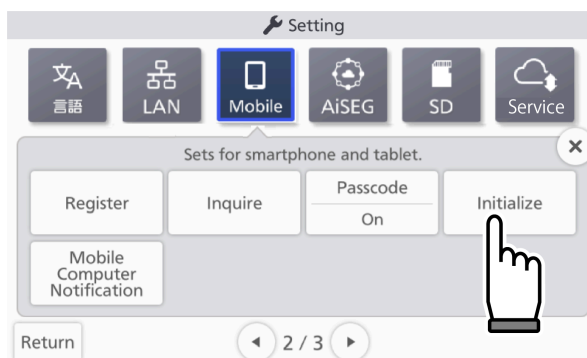 Setting
文A
言語
LAN
Mobile
AiSEG
SD
Service
Sets for smartphone and tablet.
Register
Inquire
Passcode
On
Initialize
Mobile
Computer
Notification
Return
2 / 3